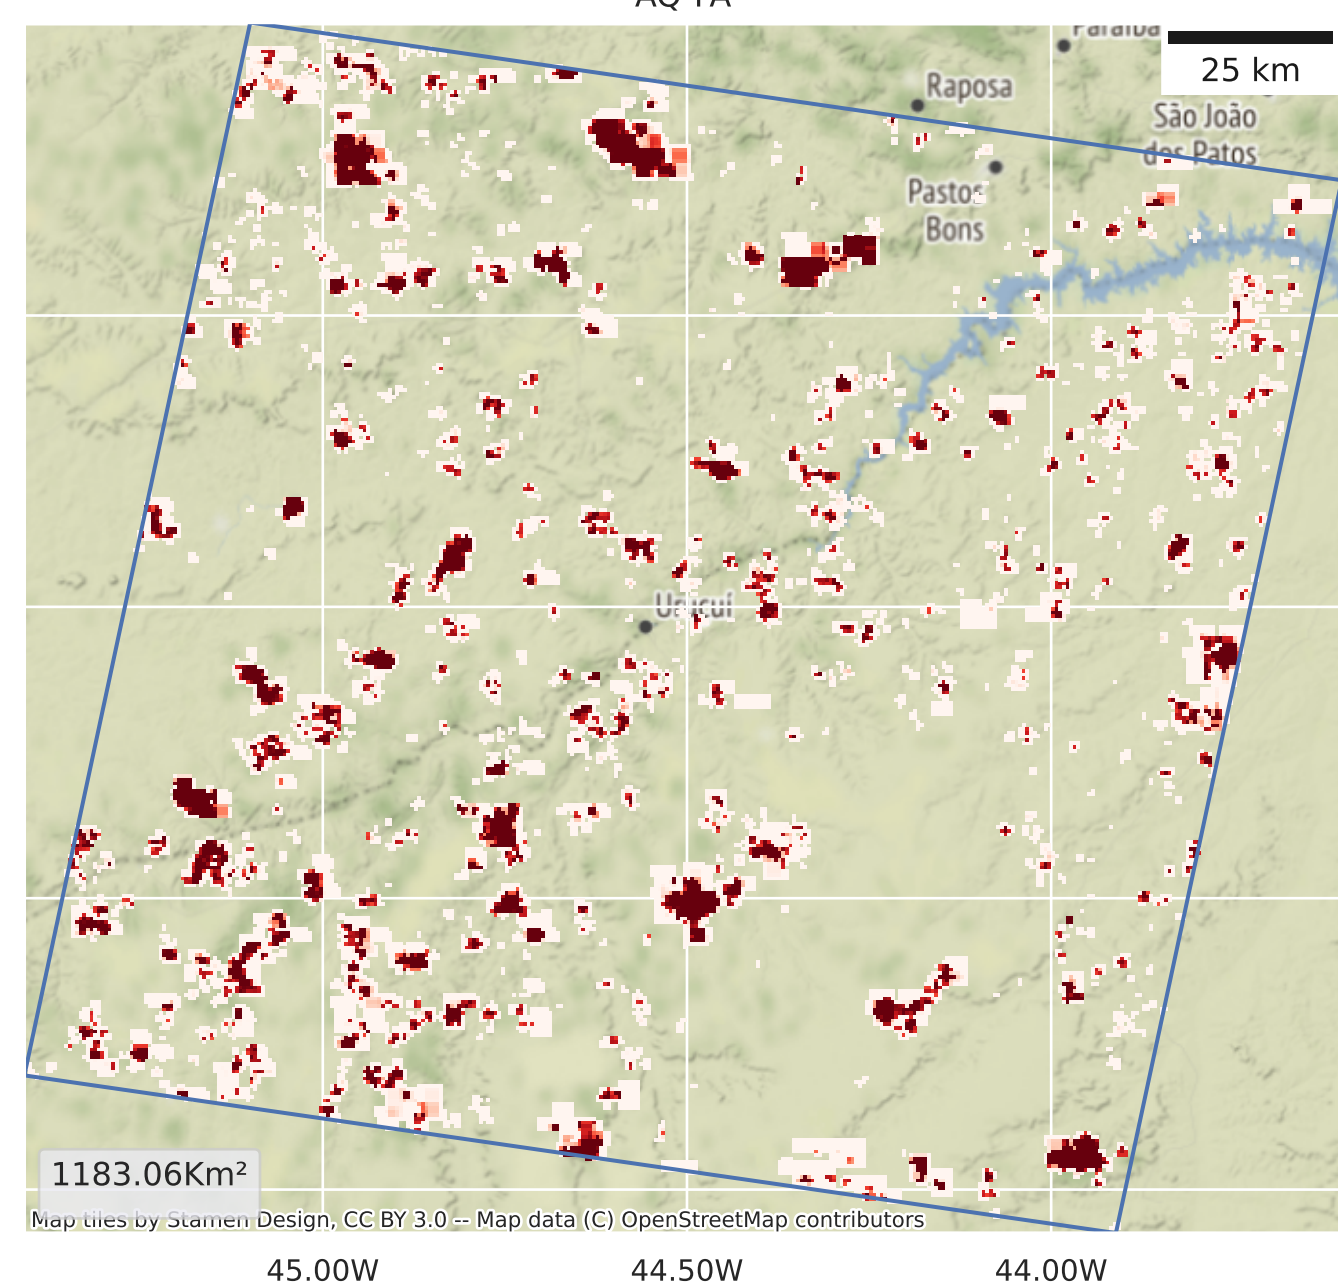 25 km
Raposa
São João
dos Patos
Pastos
Bons
Uruçuí
1183.06Km²
Map tiles by Stamen Design, CC BY 3.0 -- Map data (C) OpenStreetMap contributors
45.00W 44.50W 44.00W